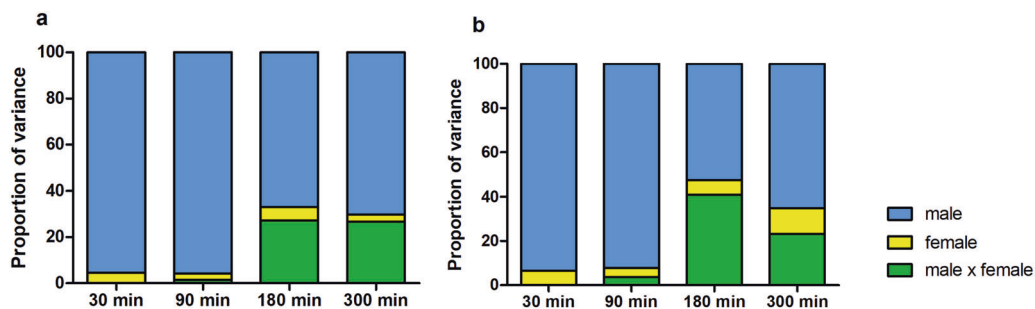 a
Proportion of variance
100
80
60
40
20
0
30 min 90 min 180 min 300 min
b
Proportion of variance
100
80
60
40
20
0
30 min 90 min 180 min 300 min
male
female
male x female